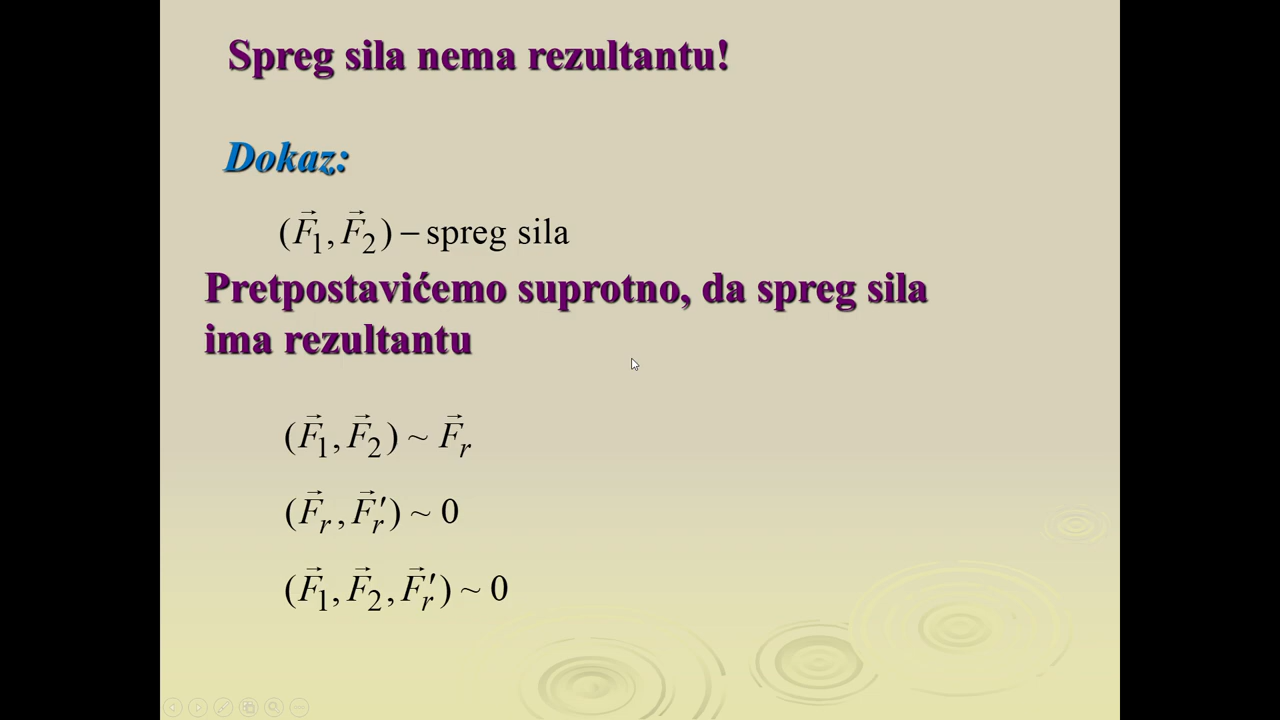 Spreg sila nema rezultantu!
Dokaz:
(F⃗₁, F⃗₂) – spreg sila
Pretpostavićemo suprotno, da spreg sila
ima rezultantu
(F⃗₁, F⃗₂) ~ F⃗ᵣ
(F⃗ᵣ, F⃗ᵣ′) ~ 0
(F⃗₁, F⃗₂, F⃗ᵣ′) ~ 0